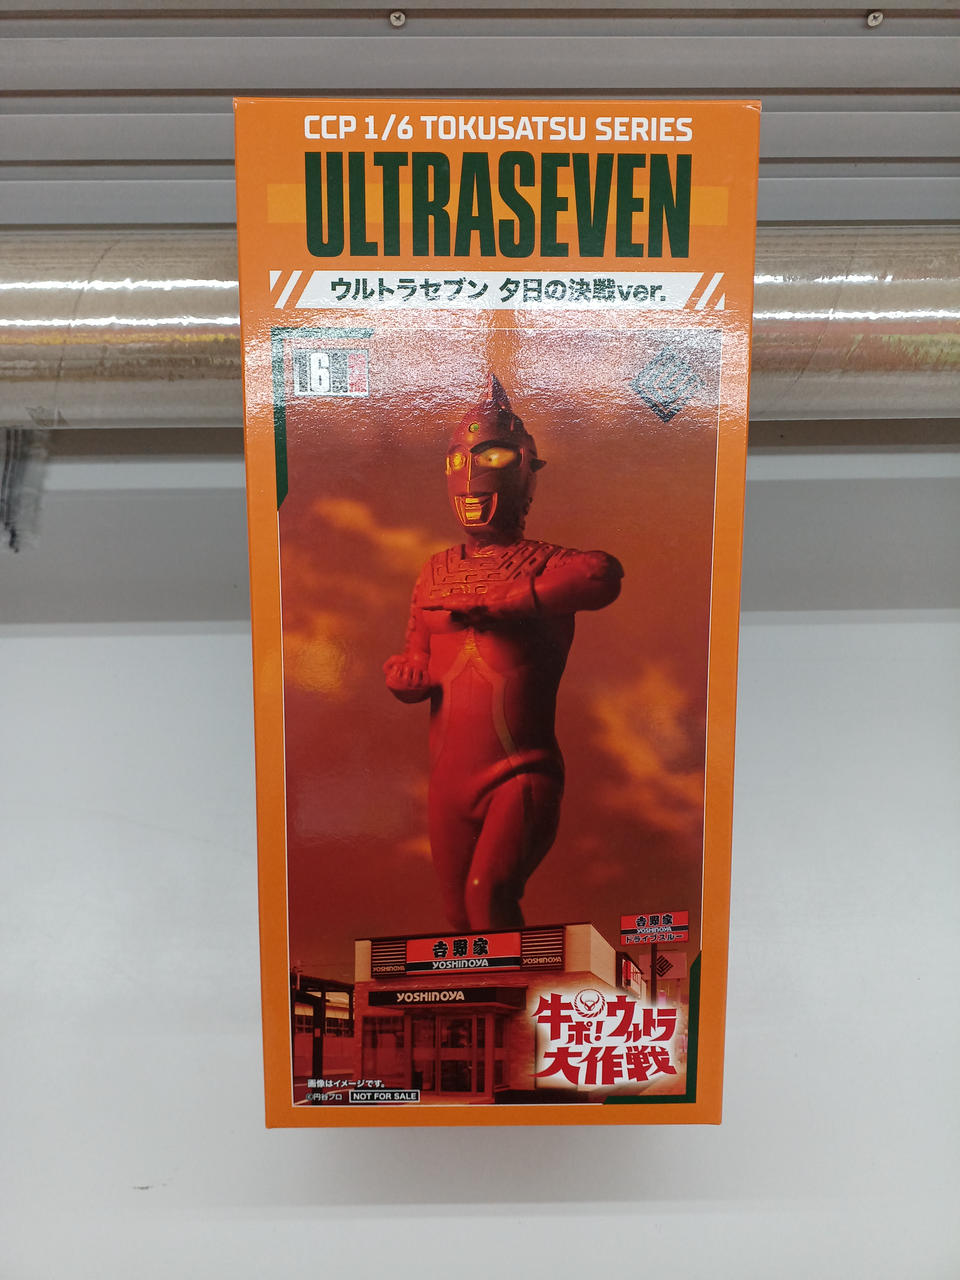 CCP 1/6 TOKUSATSU SERIES
ULTRASEVEN
ウルトラセブン 夕日の決戦ver.
6
吉野家
YOSHINOYA
YOSHINOYA
YOSHINOYA
YOSHINOYA
吉野家
YOSHINOYA
ドライブスルー
牛ポ!ウルトラ
大作戦
画像はイメージです。
©円谷プロ NOT FOR SALE